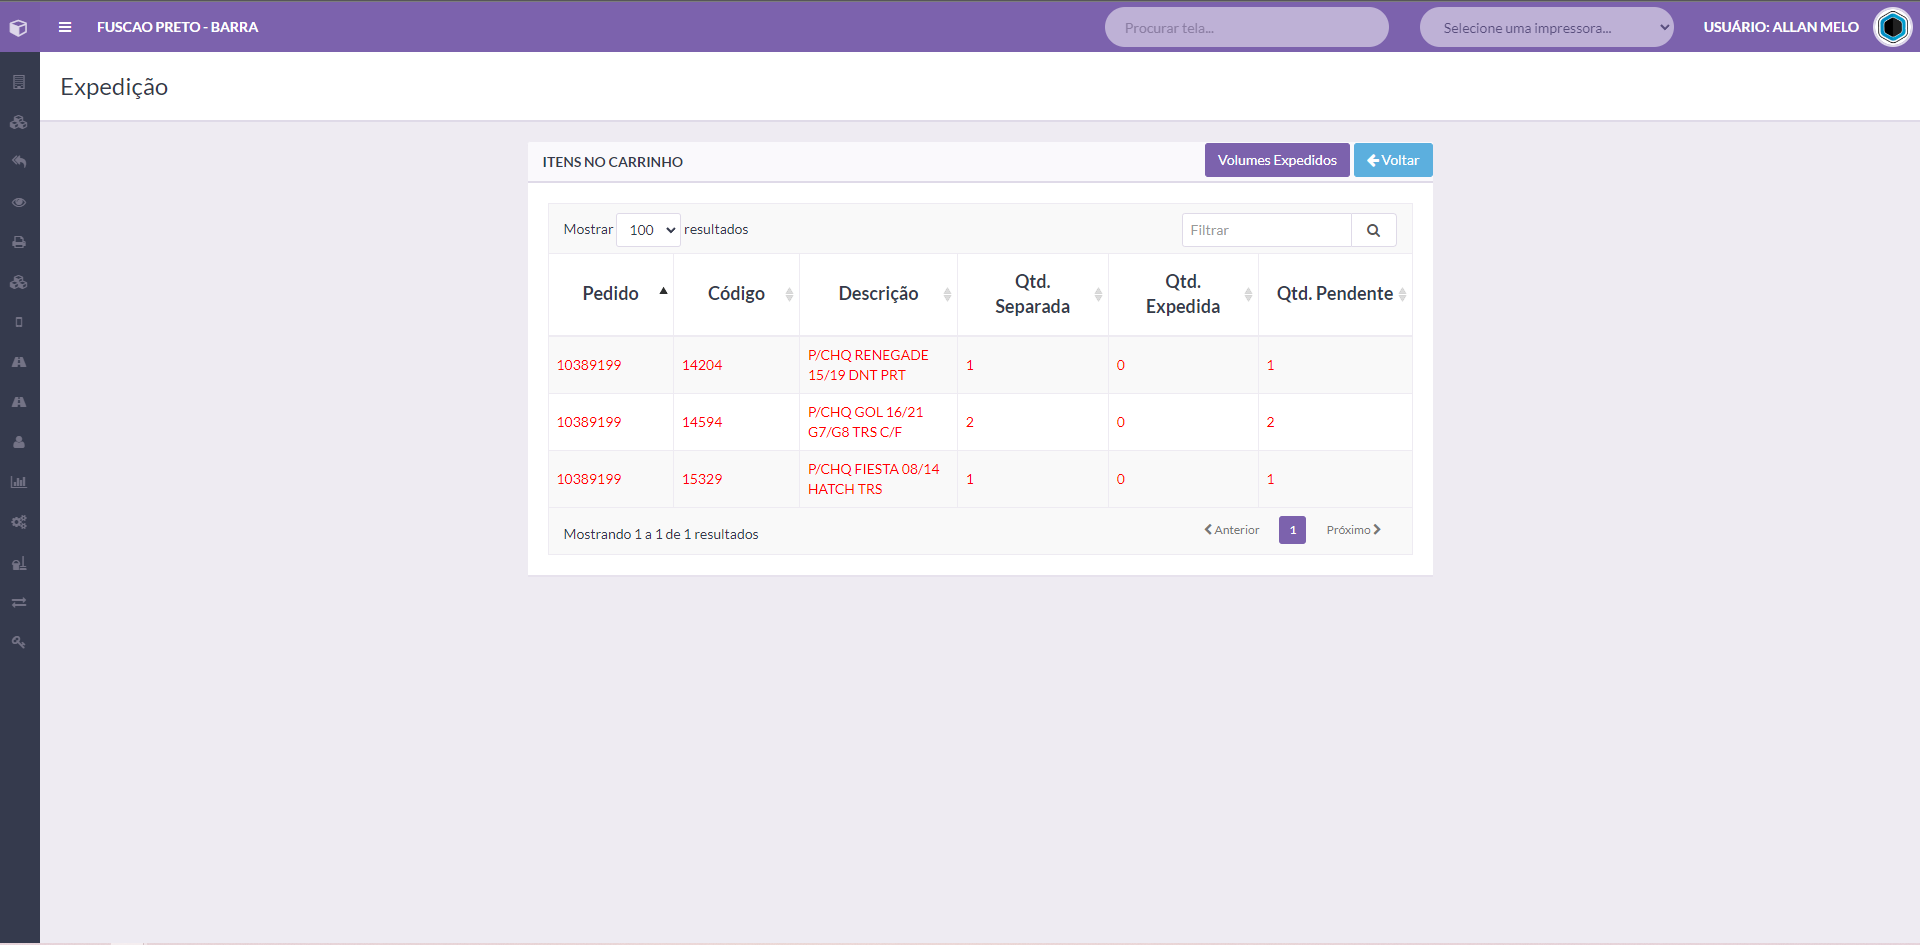 FUSCAO PRETO - BARRA
Procurar tela...
Selecione uma impressora...
USUÁRIO: ALLAN MELO
Expedição
ITENS NO CARRINHO
Volumes Expedidos
Voltar
Mostrar 100 resultados
Filtrar
Pedido
Código
Descrição
Qtd.
Separada
Qtd.
Expedida
Qtd. Pendente
10389199
14204
P/CHQ RENEGADE
15/19 DNT PRT
1
0
1
10389199
14594
P/CHQ GOL 16/21
G7/G8 TRS C/F
2
0
2
10389199
15329
P/CHQ FIESTA 08/14
HATCH TRS
1
0
1
Mostrando 1 a 1 de 1 resultados
Anterior
1
Próximo